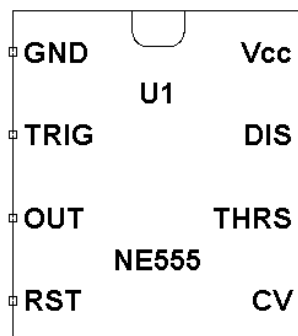 GND Vcc
U1
TRIG DIS
OUT THRS
NE555
RST CV